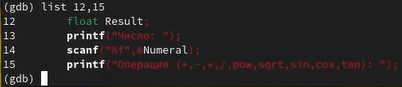 (gdb) list 12,15
12 float Result;
13 printf("Число: ");
14 scanf("%f",&Numeral);
15 printf("Операция (+,-,*,/,pow,sqrt,sin,cos,tan): ");
(gdb)